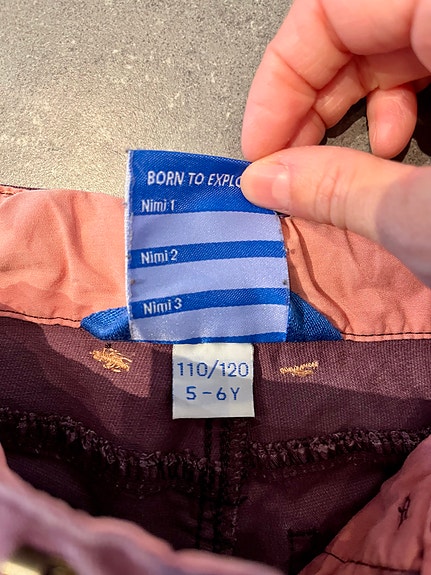 BORN TO EXPLO
Nimi 1
Nimi 2
Nimi 3
110/120
5-6Y